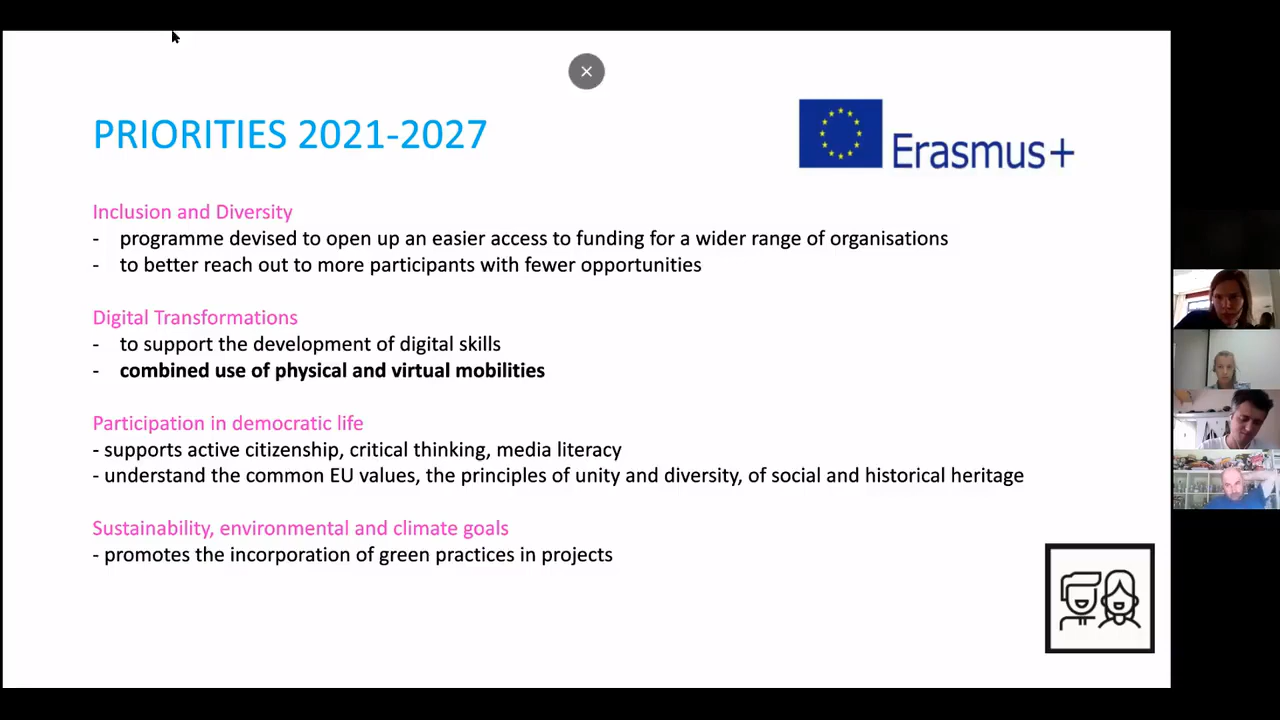 PRIORITIES 2021-2027
Erasmus+
Inclusion and Diversity
- programme devised to open up an easier access to funding for a wider range of organisations
- to better reach out to more participants with fewer opportunities
Digital Transformations
- to support the development of digital skills
- combined use of physical and virtual mobilities
Participation in democratic life
- supports active citizenship, critical thinking, media literacy
- understand the common EU values, the principles of unity and diversity, of social and historical heritage
Sustainability, environmental and climate goals
- promotes the incorporation of green practices in projects